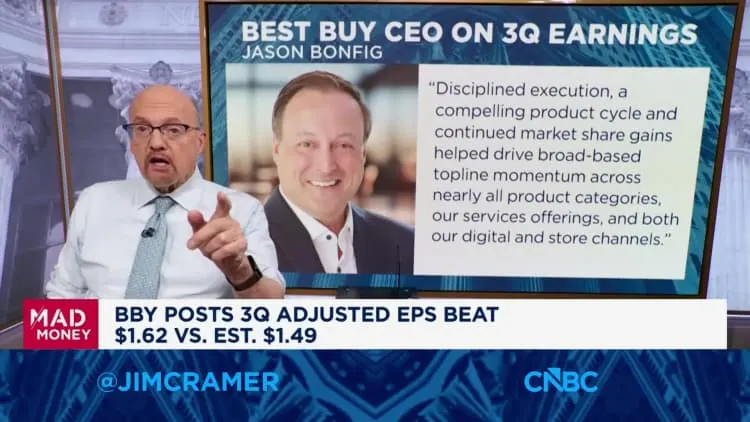 BEST BUY CEO ON 3Q EARNINGS
JASON BONFIG
“Disciplined execution, a
compelling product cycle and
continued market share gains
helped drive broad-based
topline momentum across
nearly all product categories,
our services offerings, and both
our digital and store channels.”
MAD
MONEY
BBY POSTS 3Q ADJUSTED EPS BEAT
$1.62 VS. EST. $1.49
@JIMCRAMER
CNBC